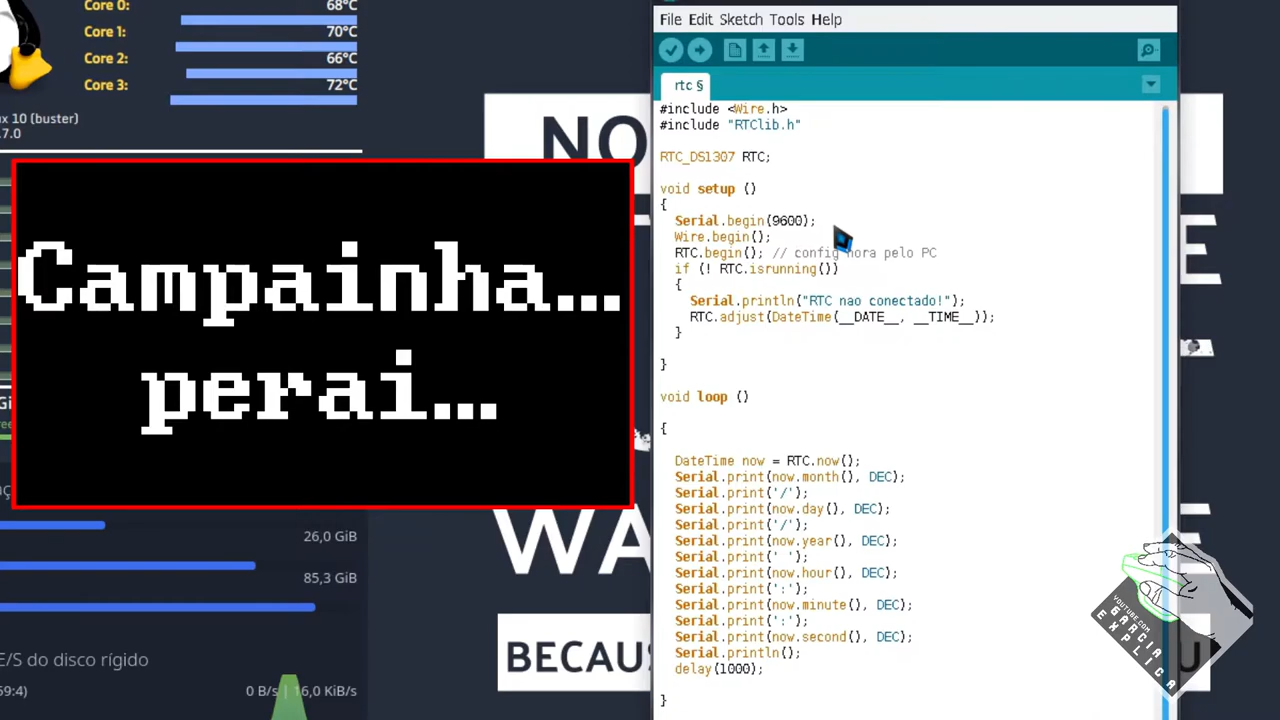 Core 0:
68°C
Core 1:
70°C
Core 2:
66°C
Core 3:
72°C
x 10 (buster)
7.0
Campainha...
perai...
26,0 GiB
85,3 GiB
E/S do disco rígido
59:4)
0 B/s | 16,0 KiB/s
NO
WA
BECAU
U
File Edit Sketch Tools Help
rtc §
#include <Wire.h>
#include "RTClib.h"
RTC_DS1307 RTC;
void setup ()
{
Serial.begin(9600);
Wire.begin();
RTC.begin(); // config hora pelo PC
if (! RTC.isrunning())
{
Serial.println("RTC nao conectado!");
RTC.adjust(DateTime(__DATE__, __TIME__));
}
}
void loop ()
{
DateTime now = RTC.now();
Serial.print(now.month(), DEC);
Serial.print('/');
Serial.print(now.day(), DEC);
Serial.print('/');
Serial.print(now.year(), DEC);
Serial.print(' ');
Serial.print(now.hour(), DEC);
Serial.print(':');
Serial.print(now.minute(), DEC);
Serial.print(':');
Serial.print(now.second(), DEC);
Serial.println();
delay(1000);
}
YOUTUBE.COM
GARCIA
EXPLICA